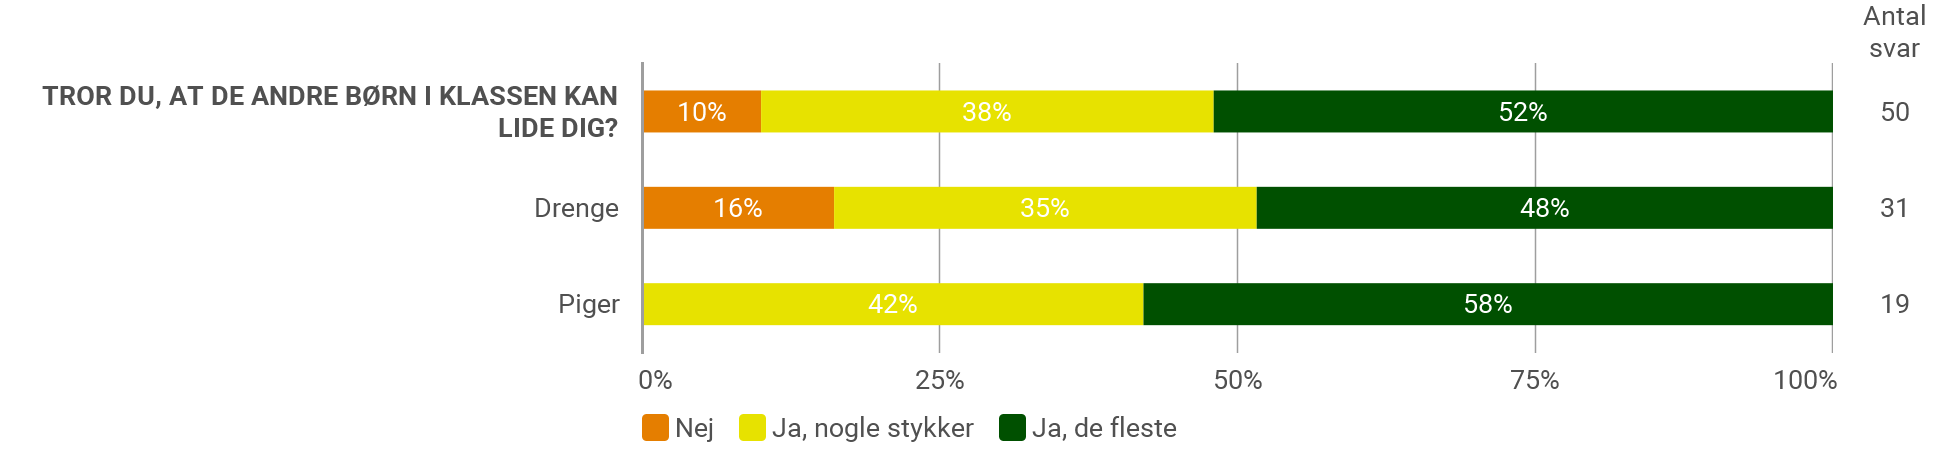 Antal
svar
TROR DU, AT DE ANDRE BØRN I KLASSEN KAN
LIDE DIG?
10% 38% 52% 50
Drenge 16% 35% 48% 31
Piger 42% 58% 19
0% 25% 50% 75% 100%
Nej Ja, nogle stykker Ja, de fleste